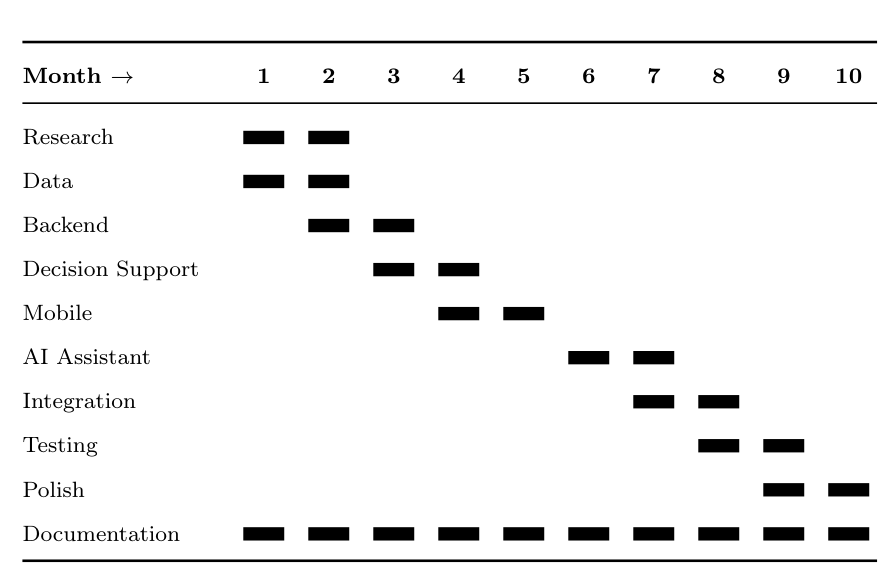 Month → 1 2 3 4 5 6 7 8 9 10
Research
Data
Backend
Decision Support
Mobile
AI Assistant
Integration
Testing
Polish
Documentation